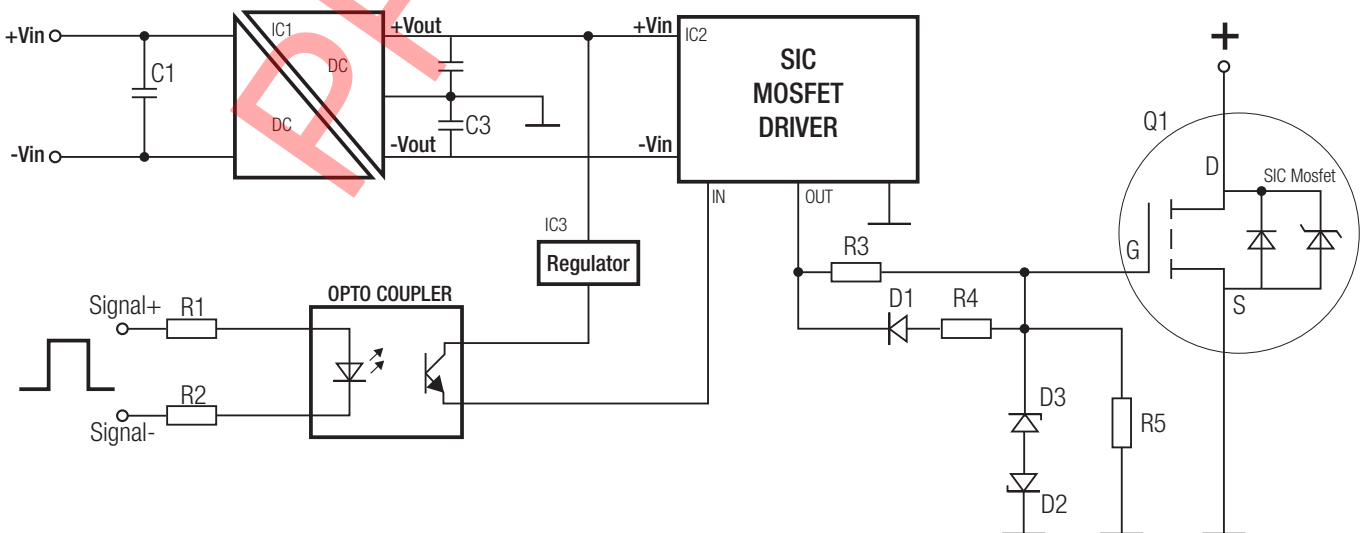 +Vin
C1
-Vin
IC1
DC
DC
+Vout
C3
-Vout
+Vin
IC2
SIC
MOSFET
DRIVER
-Vin
IN
OUT
IC3
Regulator
OPTO COUPLER
Signal+
R1
R2
Signal-
R3
D1
R4
D3
D2
R5
+
Q1
D
SIC Mosfet
G
S